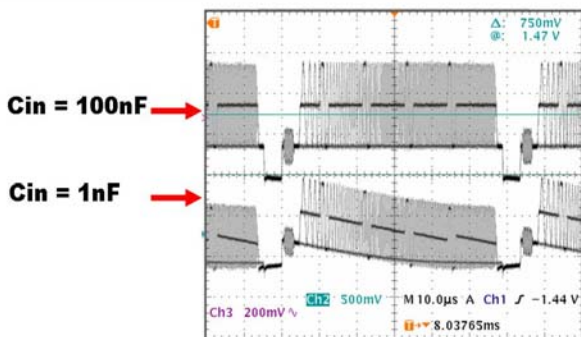 Δ: 750mV
@: 1.47 V
Cin = 100nF
Cin = 1nF
Ch2 500mV M 10.0µs A Ch1 ∫ -1.44 V
Ch3 200mV∿
8.03765ms